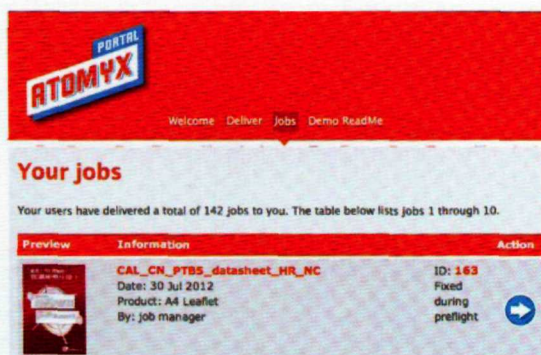 PORTAL
ATOMYX
Welcome Deliver Jobs Demo ReadMe
Your jobs
Your users have delivered a total of 142 jobs to you. The table below lists jobs 1 through 10.
Preview Information Action
CAL_CN_PTBS_datasheet_HR_NC ID: 163
Date: 30 Jul 2012 Fixed
Product: A4 Leaflet during
By: job manager preflight